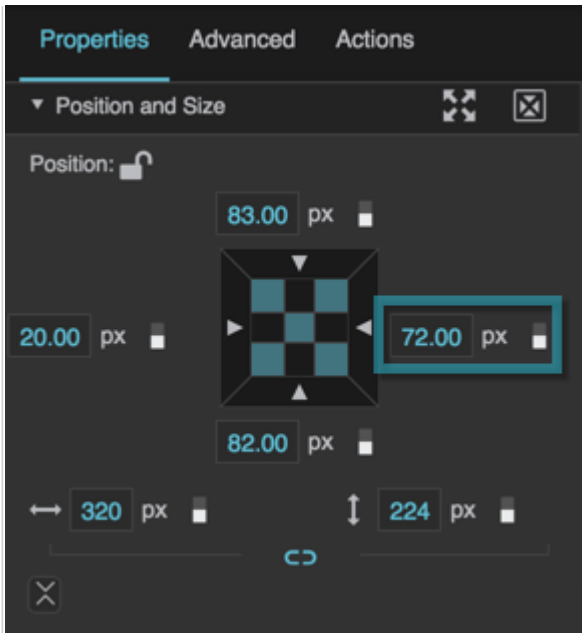 Properties Advanced Actions
Position and Size
Position:
83.00 px
20.00 px 72.00 px
82.00 px
320 px 224 px